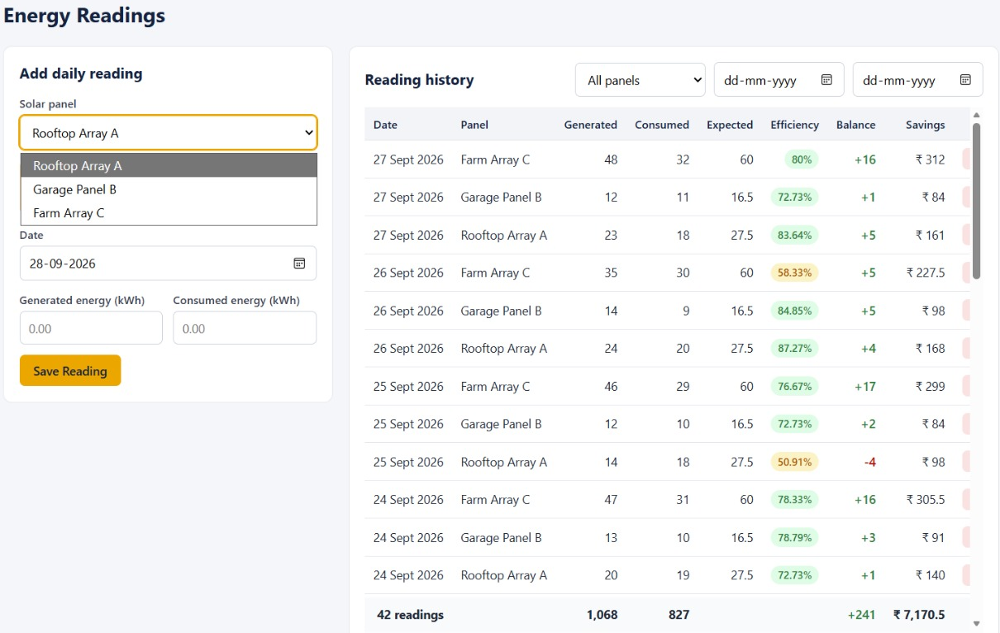 Energy Readings
Add daily reading
Solar panel
Rooftop Array A
Rooftop Array A
Garage Panel B
Farm Array C
Date
28-09-2026
Generated energy (kWh) Consumed energy (kWh)
0.00 0.00
Save Reading
Reading history All panels dd-mm-yyyy dd-mm-yyyy
Date Panel Generated Consumed Expected Efficiency Balance Savings
27 Sept 2026 Farm Array C 48 32 60 80% +16 ₹ 312
27 Sept 2026 Garage Panel B 12 11 16.5 72.73% +1 ₹ 84
27 Sept 2026 Rooftop Array A 23 18 27.5 83.64% +5 ₹ 161
26 Sept 2026 Farm Array C 35 30 60 58.33% +5 ₹ 227.5
26 Sept 2026 Garage Panel B 14 9 16.5 84.85% +5 ₹ 98
26 Sept 2026 Rooftop Array A 24 20 27.5 87.27% +4 ₹ 168
25 Sept 2026 Farm Array C 46 29 60 76.67% +17 ₹ 299
25 Sept 2026 Garage Panel B 12 10 16.5 72.73% +2 ₹ 84
25 Sept 2026 Rooftop Array A 14 18 27.5 50.91% -4 ₹ 98
24 Sept 2026 Farm Array C 47 31 60 78.33% +16 ₹ 305.5
24 Sept 2026 Garage Panel B 13 10 16.5 78.79% +3 ₹ 91
24 Sept 2026 Rooftop Array A 20 19 27.5 72.73% +1 ₹ 140
42 readings 1,068 827 +241 ₹ 7,170.5